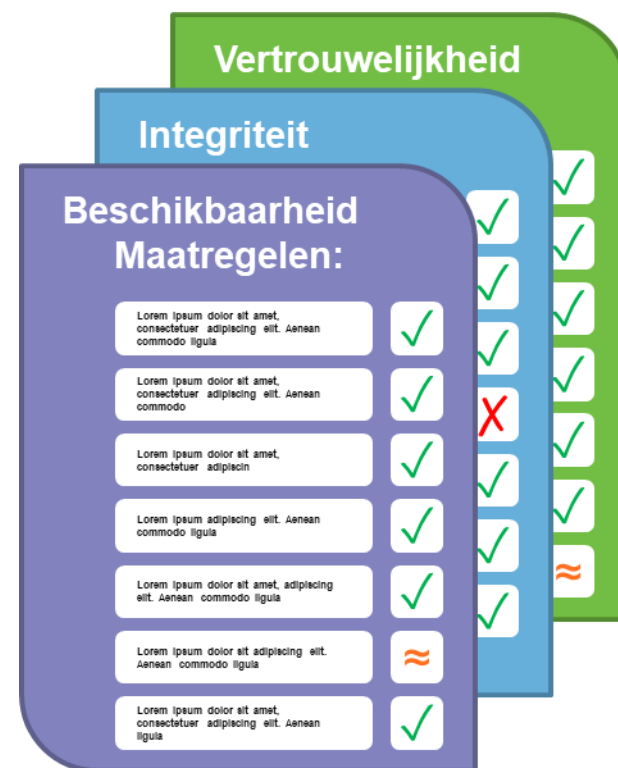 Vertrouwelijkheid
Integriteit
Beschikbaarheid
Maatregelen:
Lorem ipsum dolor sit amet,
consectetuer adipiscing elit. Aenean
commodo ligula
✓
Lorem ipsum dolor sit amet,
consectetuer adipiscing elit. Aenean
commodo
✓
Lorem ipsum dolor sit amet,
consectetuer adipiscin
✓
Lorem ipsum adipiscing elit. Aenean
commodo ligula
✓
Lorem ipsum dolor sit amet, adipiscing
elit. Aenean commodo ligula
✓
Lorem ipsum dolor sit adipiscing elit.
Aenean commodo ligula
≈
Lorem ipsum dolor sit amet,
consectetuer adipiscing elit. Aenean
ligula
✓